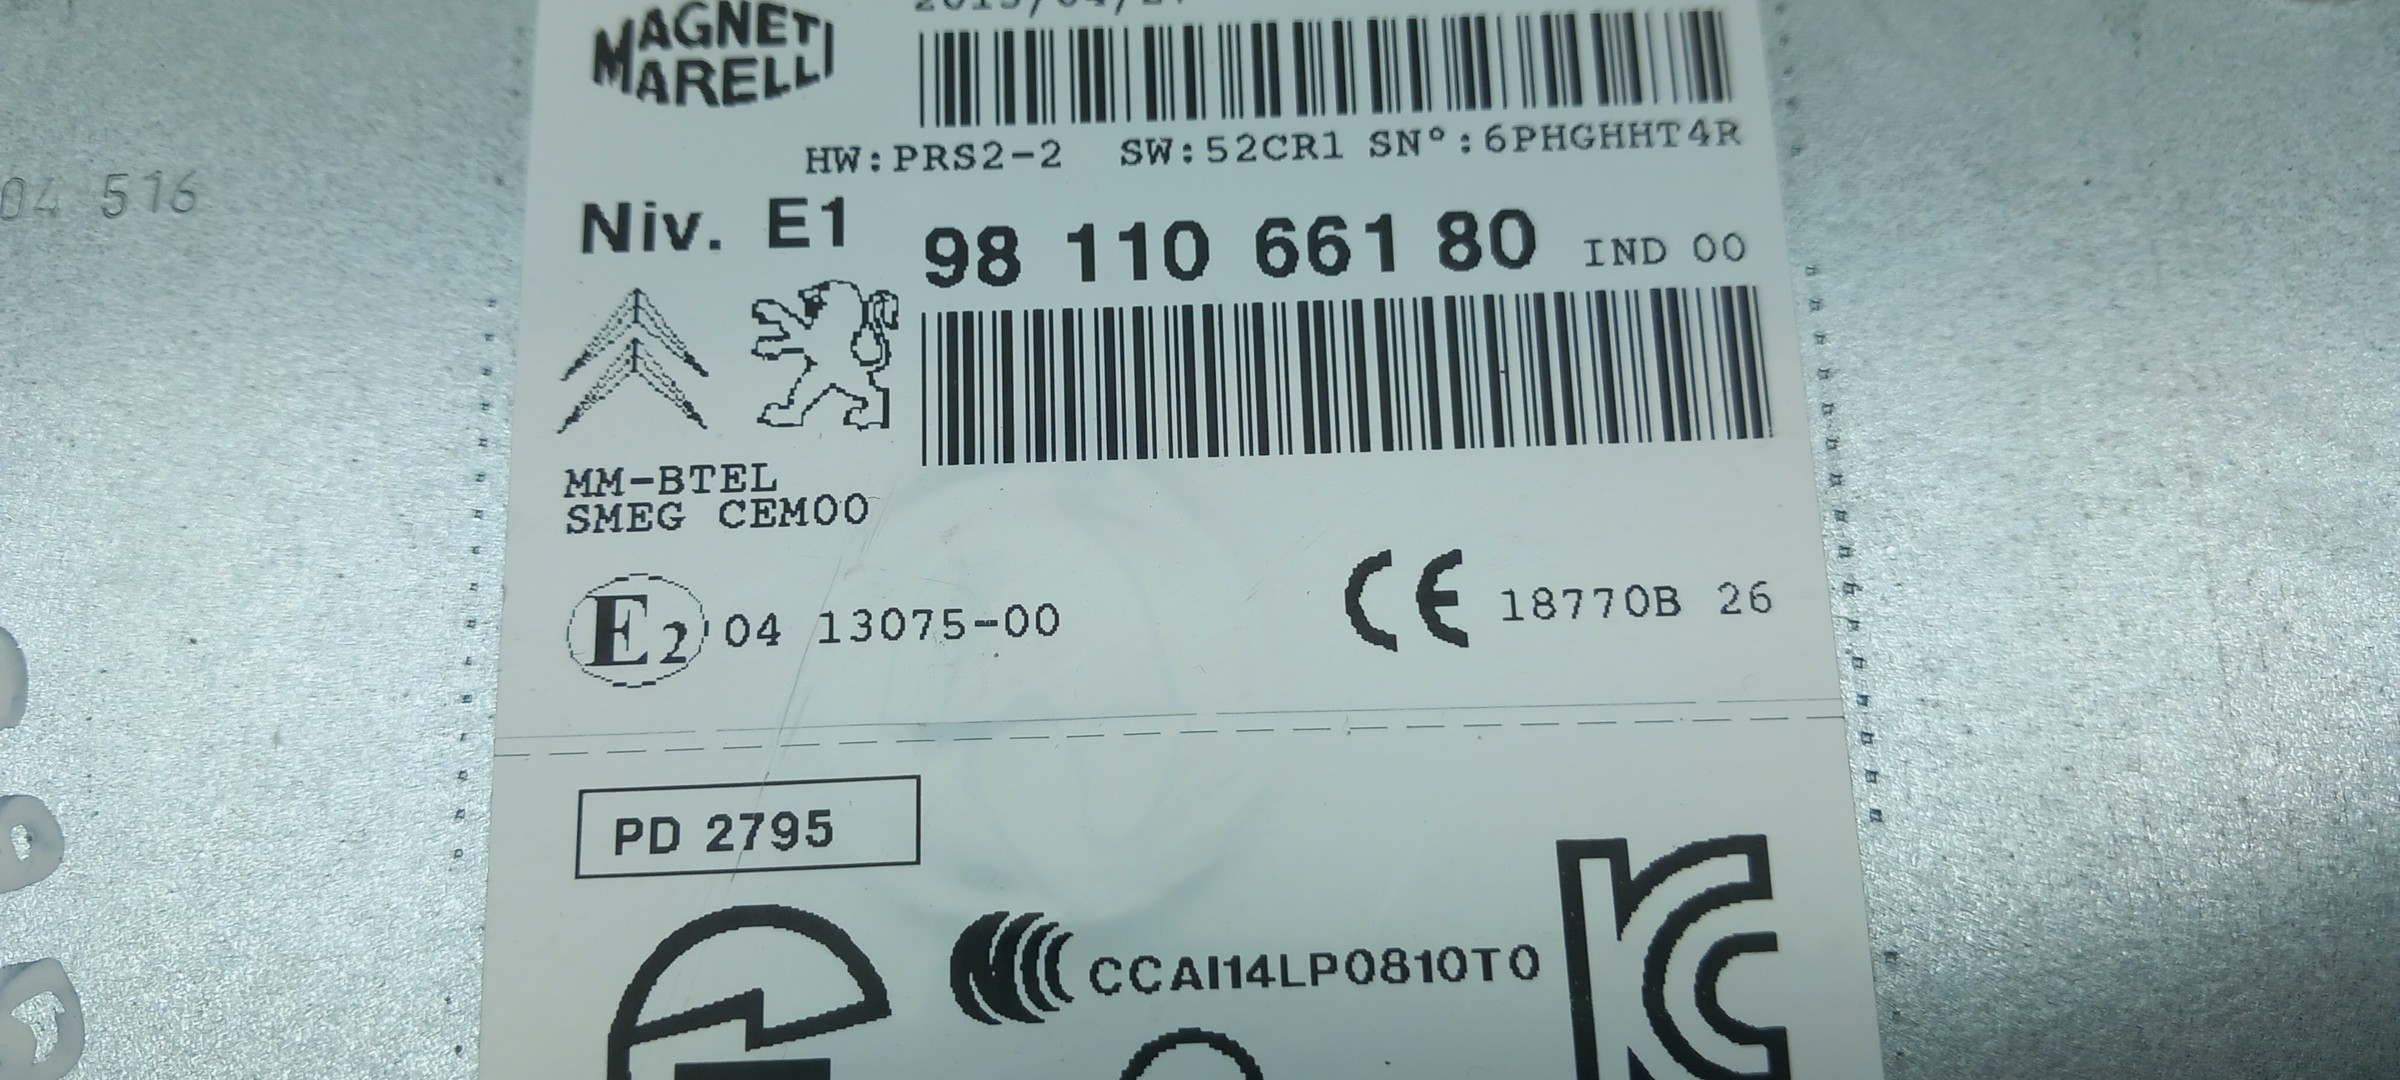 MAGNETI
MARELLI
HW:PRS2-2 SW:52CR1 SN°:6PHGHHT4R
04 516
Niv. E1
98 110 661 80 IND 00
MM-BTEL
SMEG CEM00
E2 04 13075-00
CE 18770B 26
PD 2795
CCAI14LP0810T0